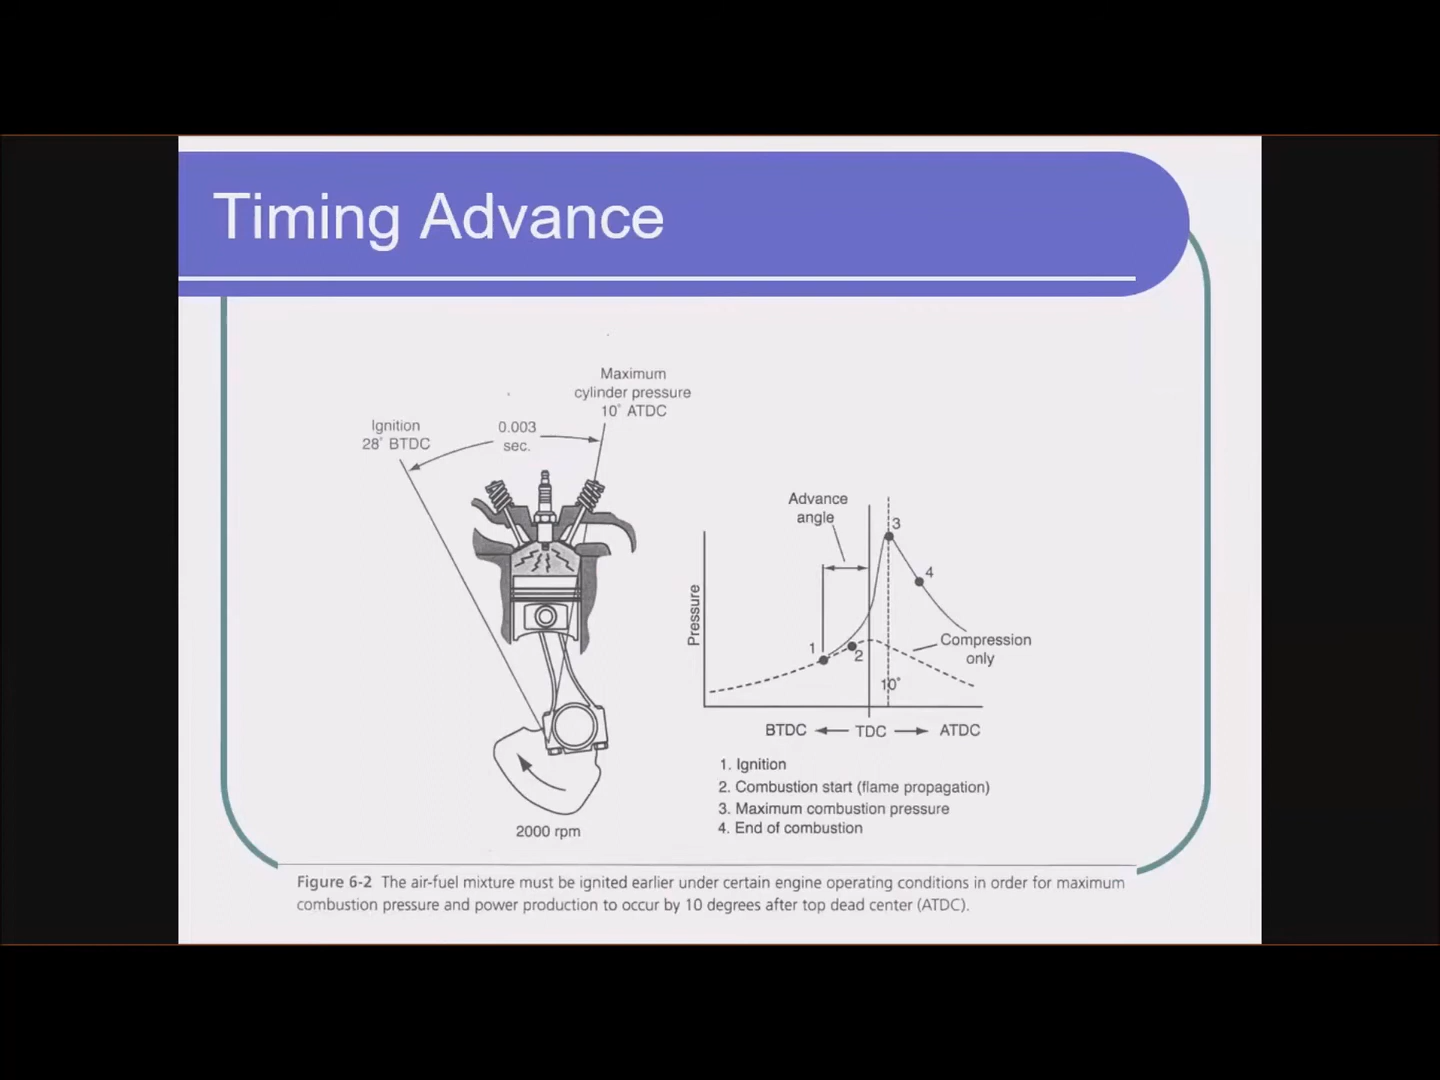 Timing Advance
Maximum
cylinder pressure
10° ATDC
Ignition
28° BTDC
0.003
sec.
2000 rpm
Advance
angle
3
4
1
2
Pressure
Compression
only
10°
BTDC TDC ATDC
1. Ignition
2. Combustion start (flame propagation)
3. Maximum combustion pressure
4. End of combustion
Figure 6-2 The air-fuel mixture must be ignited earlier under certain engine operating conditions in order for maximum
combustion pressure and power production to occur by 10 degrees after top dead center (ATDC).